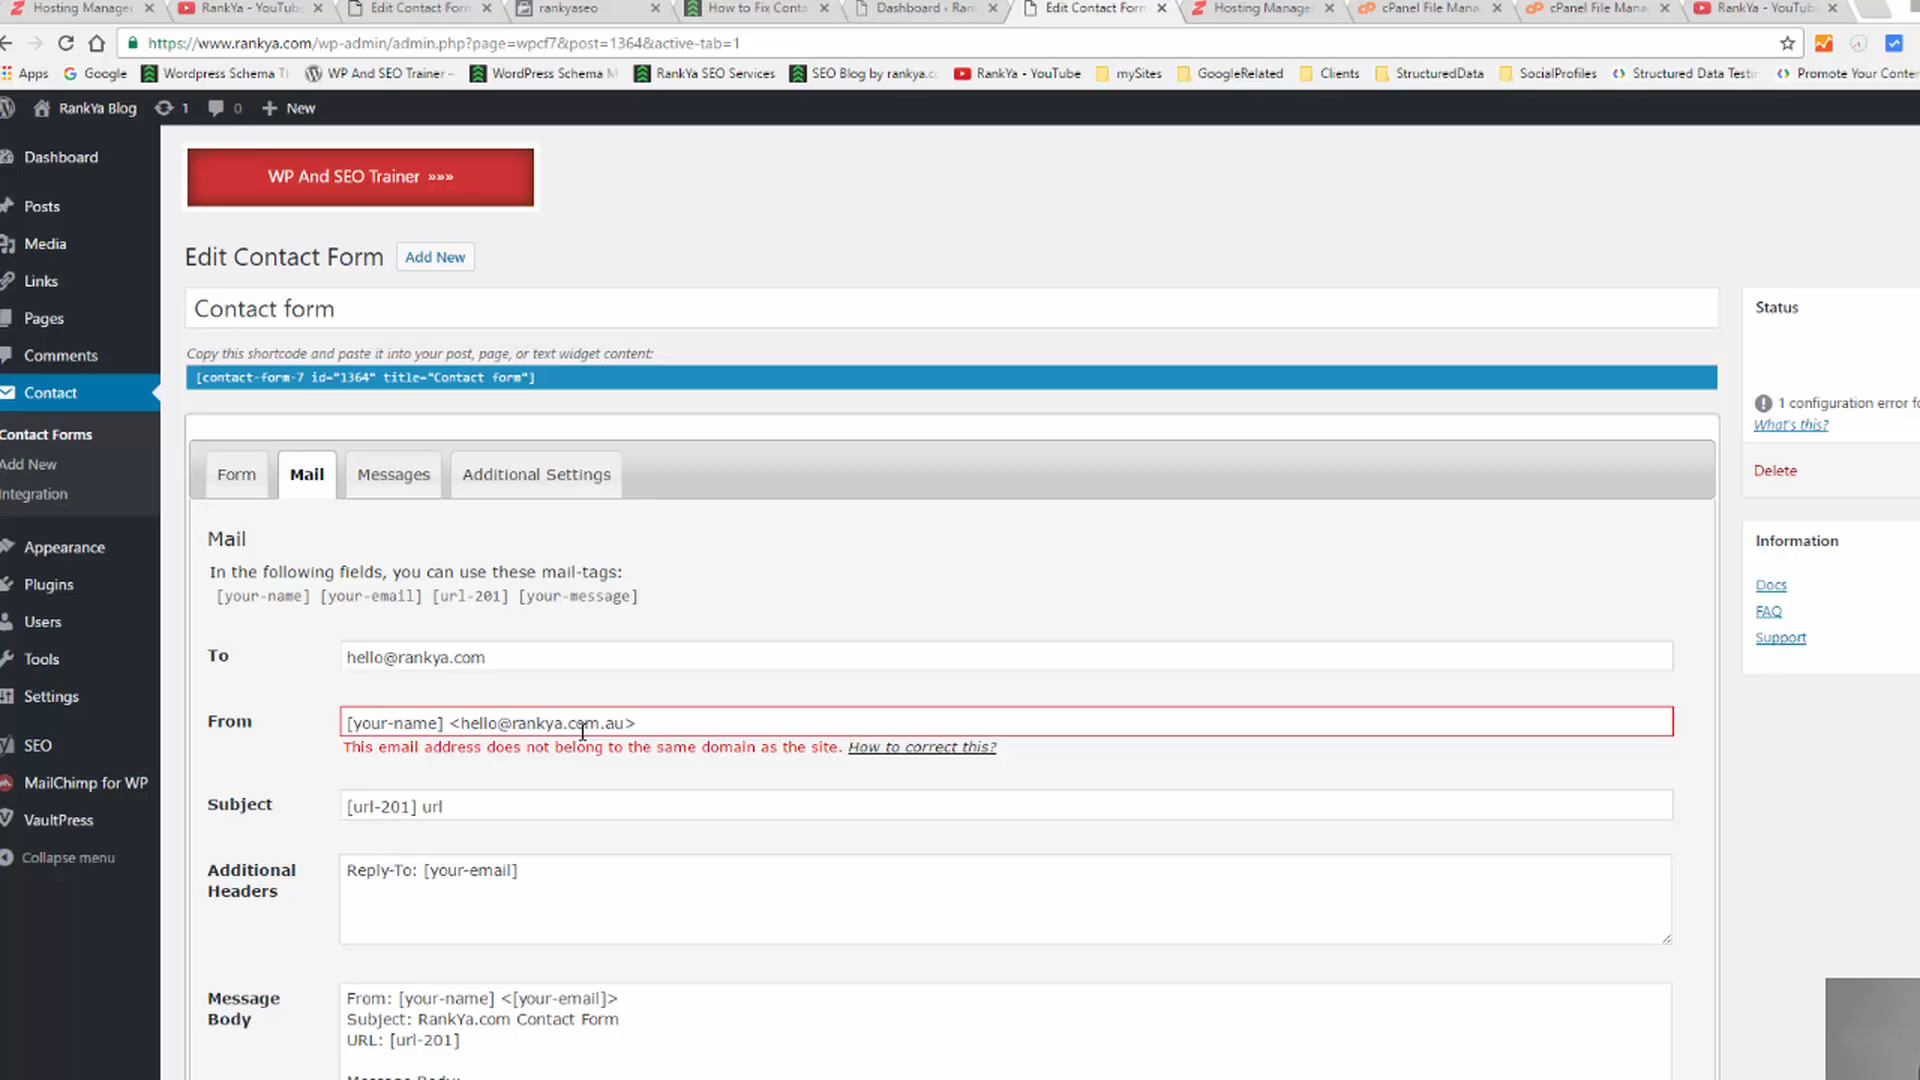 Hosting Manager
RankYa - YouTub
Edit Contact Form
rankyaseo
How to Fix Conta
Dashboard ‹ Rank
Edit Contact Form
Hosting Manage
cPanel File Mana
cPanel File Mana
RankYa - YouTub
https://www.rankya.com/wp-admin/admin.php?page=wpcf7&post=1364&active-tab=1
Apps
Google
Wordpress Schema T
WP And SEO Trainer -
WordPress Schema M
RankYa SEO Services
SEO Blog by rankya.c
RankYa - YouTube
mySites
GoogleRelated
Clients
StructuredData
SocialProfiles
Structured Data Testi
Promote Your Conter
RankYa Blog
1
0
New
Dashboard
Posts
Media
Links
Pages
Comments
Contact
Contact Forms
Add New
Integration
Appearance
Plugins
Users
Tools
Settings
SEO
MailChimp for WP
VaultPress
Collapse menu
WP And SEO Trainer »»»
Edit Contact Form
Add New
Contact form
Copy this shortcode and paste it into your post, page, or text widget content:
[contact-form-7 id="1364" title="Contact form"]
Form
Mail
Messages
Additional Settings
Mail
In the following fields, you can use these mail-tags:
[your-name] [your-email] [url-201] [your-message]
To
hello@rankya.com
From
[your-name] <hello@rankya.com.au>
This email address does not belong to the same domain as the site. How to correct this?
Subject
[url-201] url
Additional
Headers
Reply-To: [your-email]
Message
Body
From: [your-name] <[your-email]>
Subject: RankYa.com Contact Form
URL: [url-201]
Message Body:
Status
1 configuration error fo
What's this?
Delete
Information
Docs
FAQ
Support